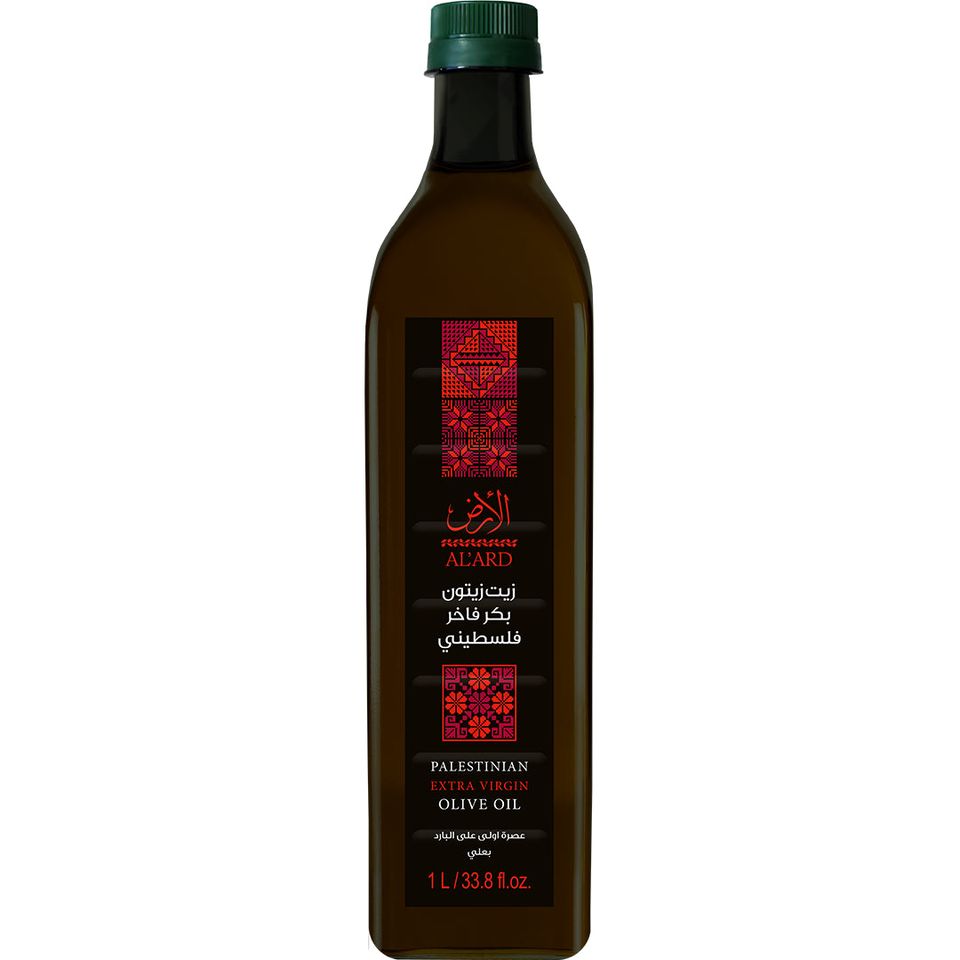 الأرض
AL'ARD
زيت زيتون
بكر فاخر
فلسطيني
PALESTINIAN
EXTRA VIRGIN
OLIVE OIL
عصرة اولى على البارد
بعلي
1 L / 33.8 fl.oz.